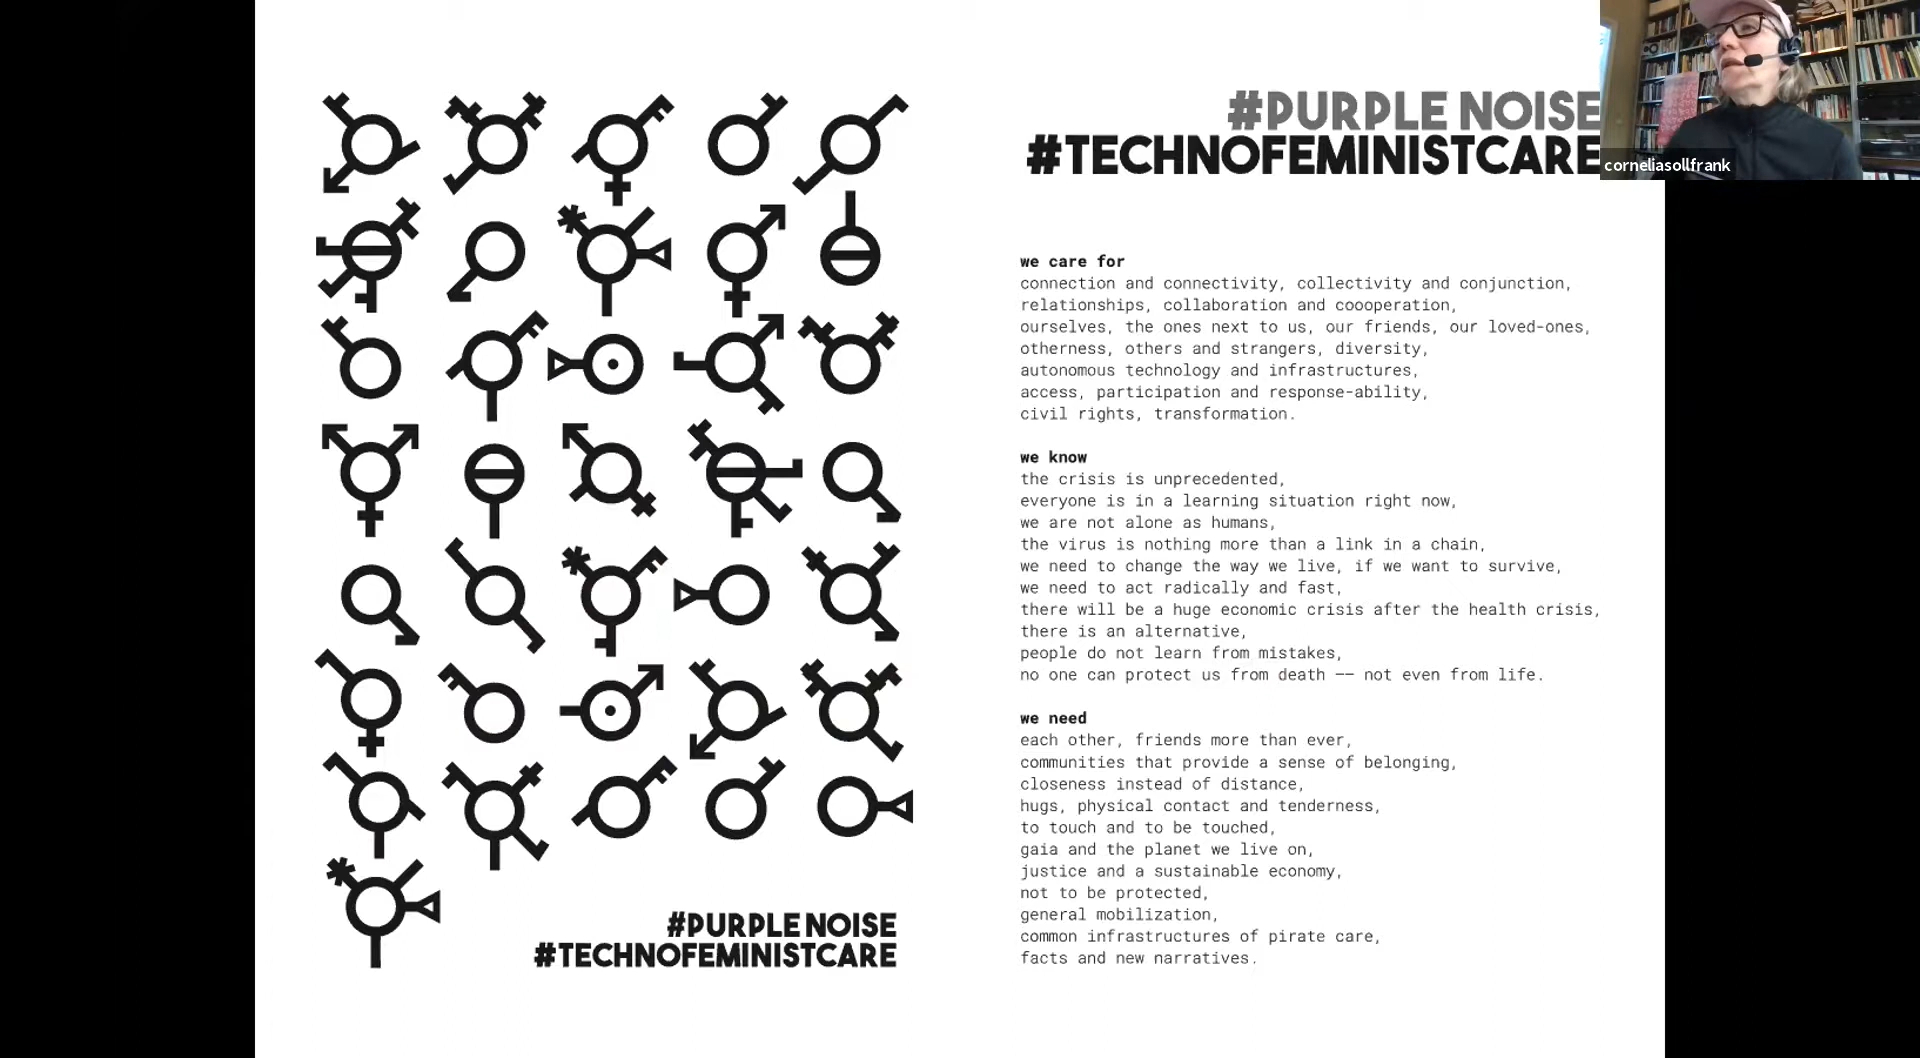 #PURPLE NOISE
#TECHNOFEMINISTCARE
corneliasollfrank
we care for
connection and connectivity, collectivity and conjunction,
relationships, collaboration and coooperation,
ourselves, the ones next to us, our friends, our loved-ones,
otherness, others and strangers, diversity,
autonomous technology and infrastructures,
access, participation and response-ability,
civil rights, transformation.
we know
the crisis is unprecedented,
everyone is in a learning situation right now,
we are not alone as humans,
the virus is nothing more than a link in a chain,
we need to change the way we live, if we want to survive,
we need to act radically and fast,
there will be a huge economic crisis after the health crisis,
there is an alternative,
people do not learn from mistakes,
no one can protect us from death —— not even from life.
we need
each other, friends more than ever,
communities that provide a sense of belonging,
closeness instead of distance,
hugs, physical contact and tenderness,
to touch and to be touched,
gaia and the planet we live on,
justice and a sustainable economy,
not to be protected,
general mobilization,
common infrastructures of pirate care,
facts and new narratives.
#PURPLE NOISE
#TECHNOFEMINISTCARE